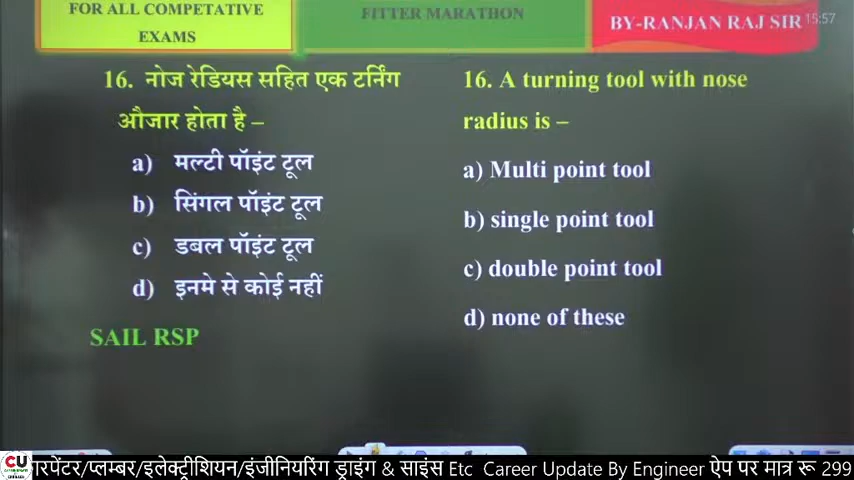 FOR ALL COMPETATIVE
EXAMS
FITTER MARATHON
BY-RANJAN RAJ SIR
15:57
16. नोज रेडियस सहित एक टर्निंग
औजार होता है –
a) मल्टी पॉइंट टूल
b) सिंगल पॉइंट टूल
c) डबल पॉइंट टूल
d) इनमे से कोई नहीं
SAIL RSP
16. A turning tool with nose
radius is –
a) Multi point tool
b) single point tool
c) double point tool
d) none of these
CU
/प्लम्बर/इलेक्ट्रीशियन/इंजीनियरिंग ड्राइंग & साइंस Etc Career Update By Engineer ऐप पर मात्र रू 299